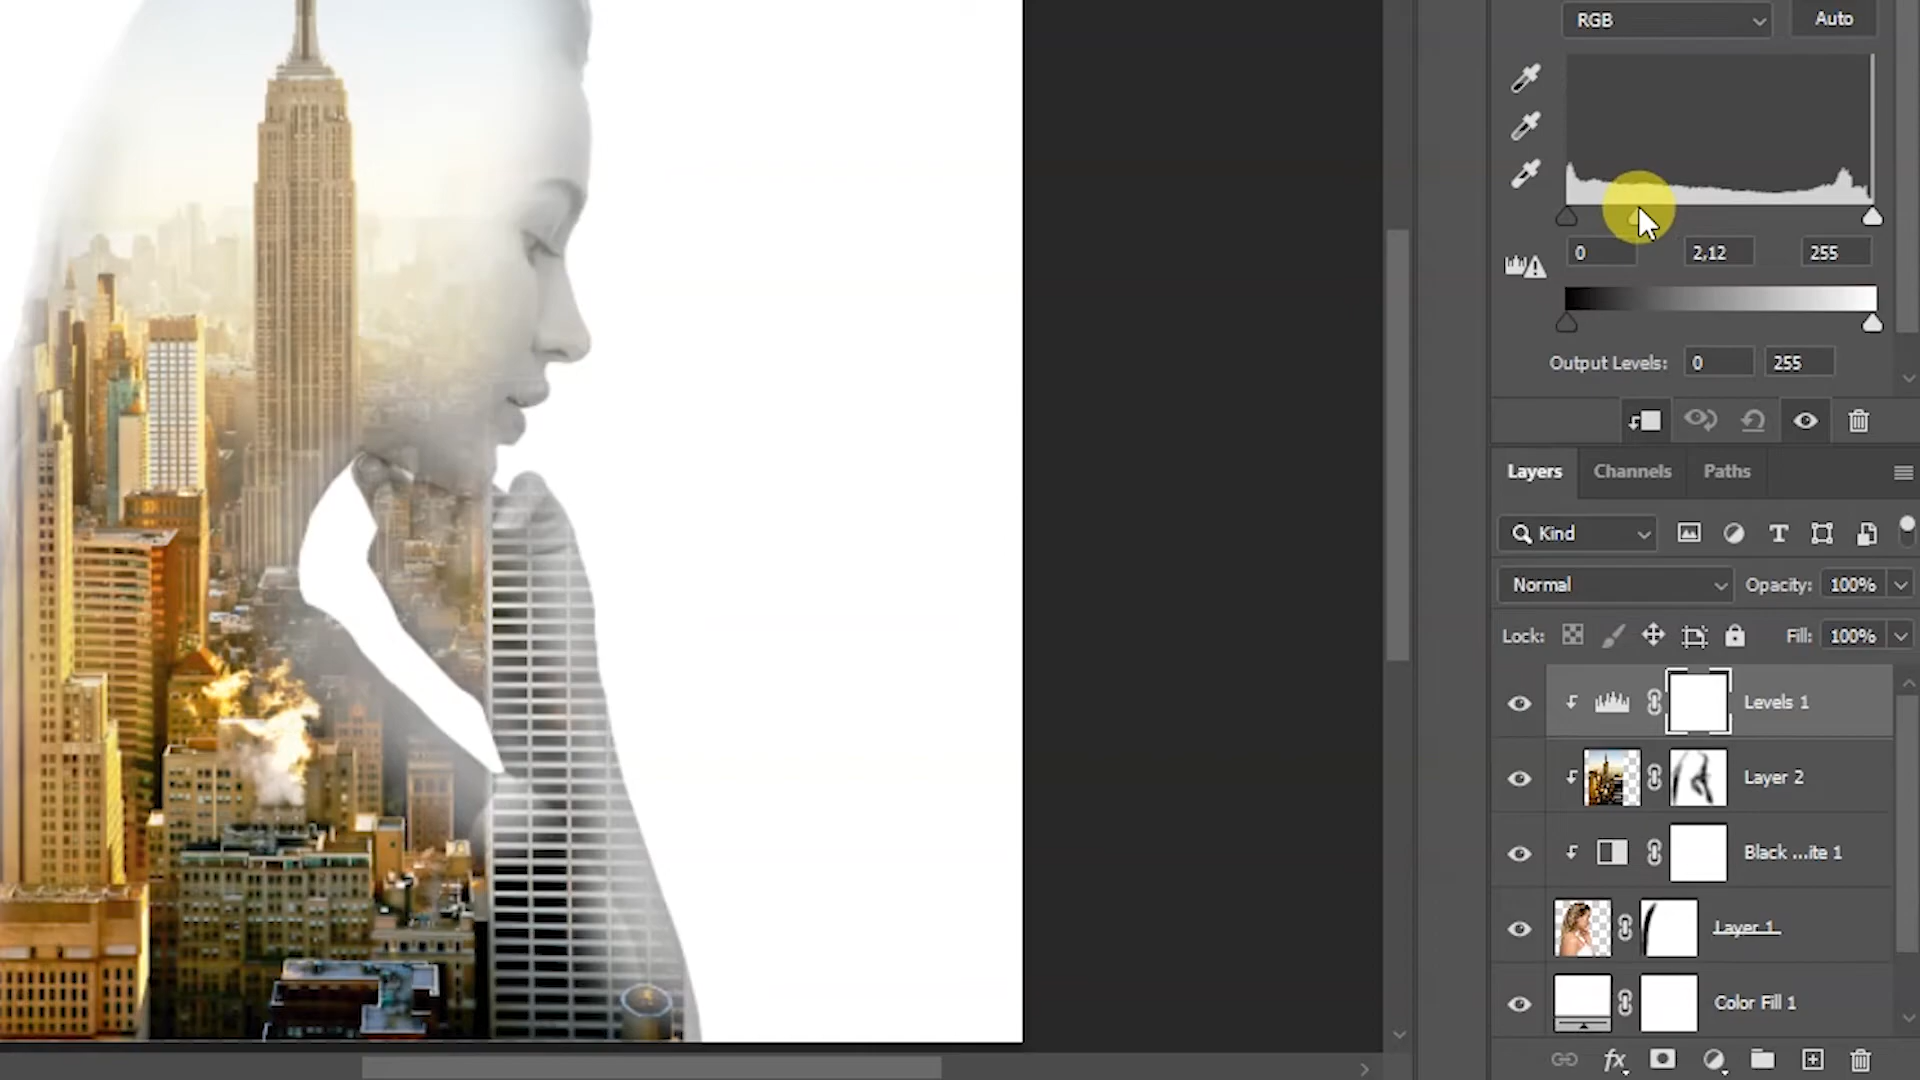 RGB
Auto
0
2,12
255
Output Levels:
0
255
Layers
Channels
Paths
Kind
Normal
Opacity:
100%
Lock:
Fill:
100%
Levels 1
Layer 2
Black ...ite 1
Layer 1
Color Fill 1
fx